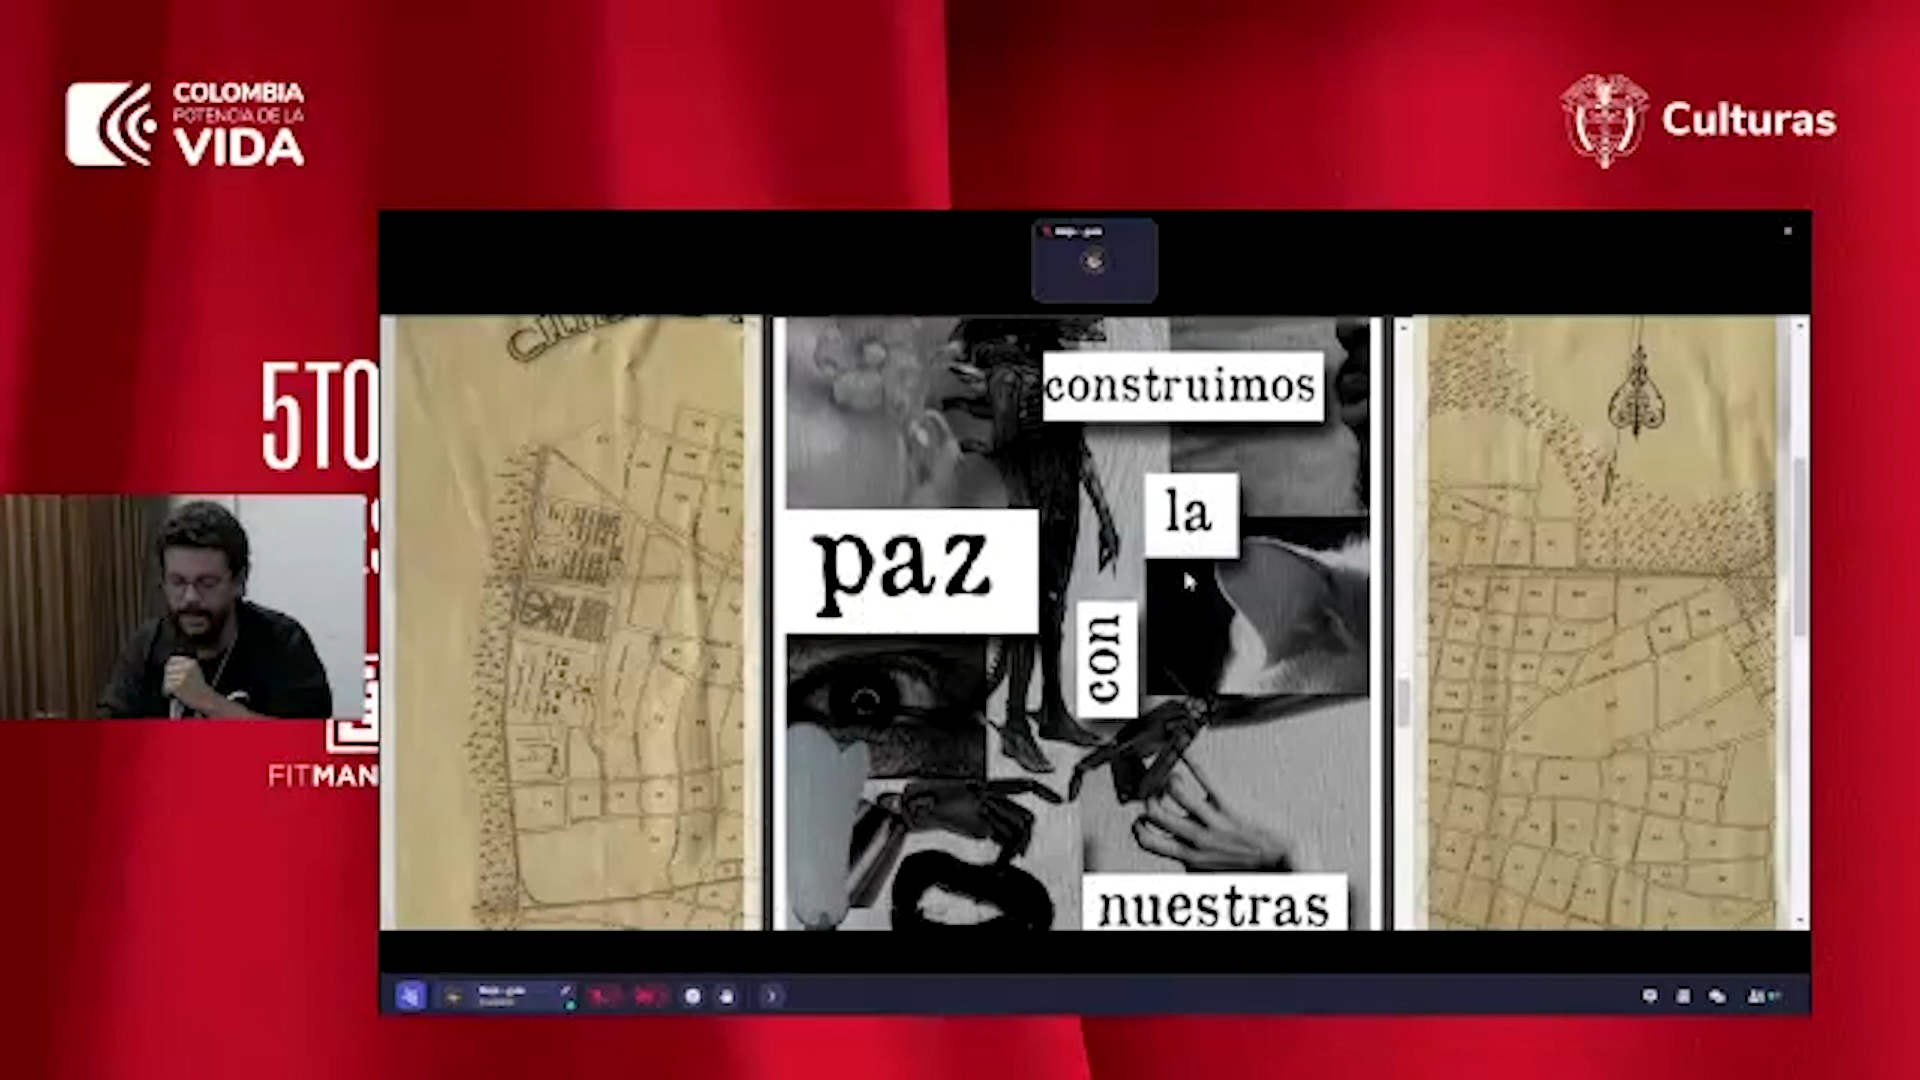 COLOMBIA
POTENCIA DE LA
VIDA
Culturas
5TO
construimos
la
paz
con
nuestras
FITMAN